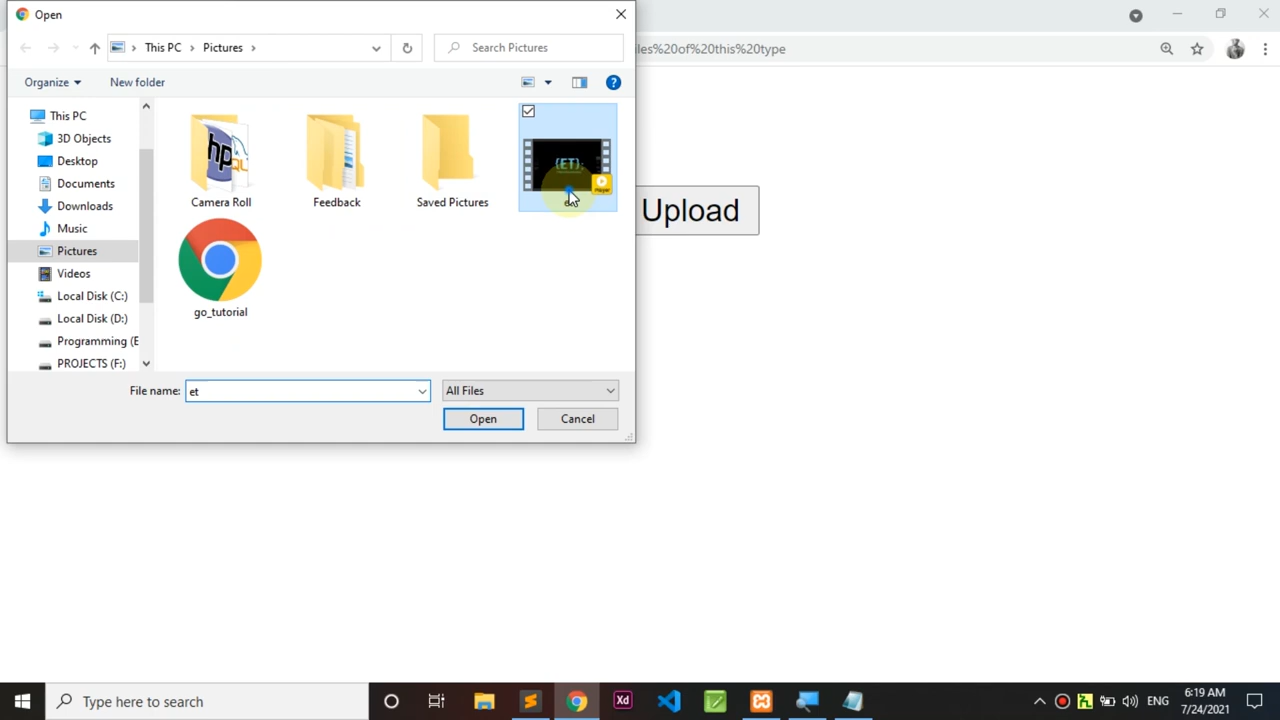 Open
This PC
Pictures
Search Pictures
les%20of%20this%20type
Organize
New folder
This PC
3D Objects
Desktop
Documents
Downloads
Music
Pictures
Videos
Local Disk (C:)
Local Disk (D:)
Programming (E
PROJECTS (F:)
Camera Roll
Feedback
Saved Pictures
{ET};
go_tutorial
File name:
et
All Files
Open
Cancel
Upload
Type here to search
Xd
ENG
6:19 AM
7/24/2021